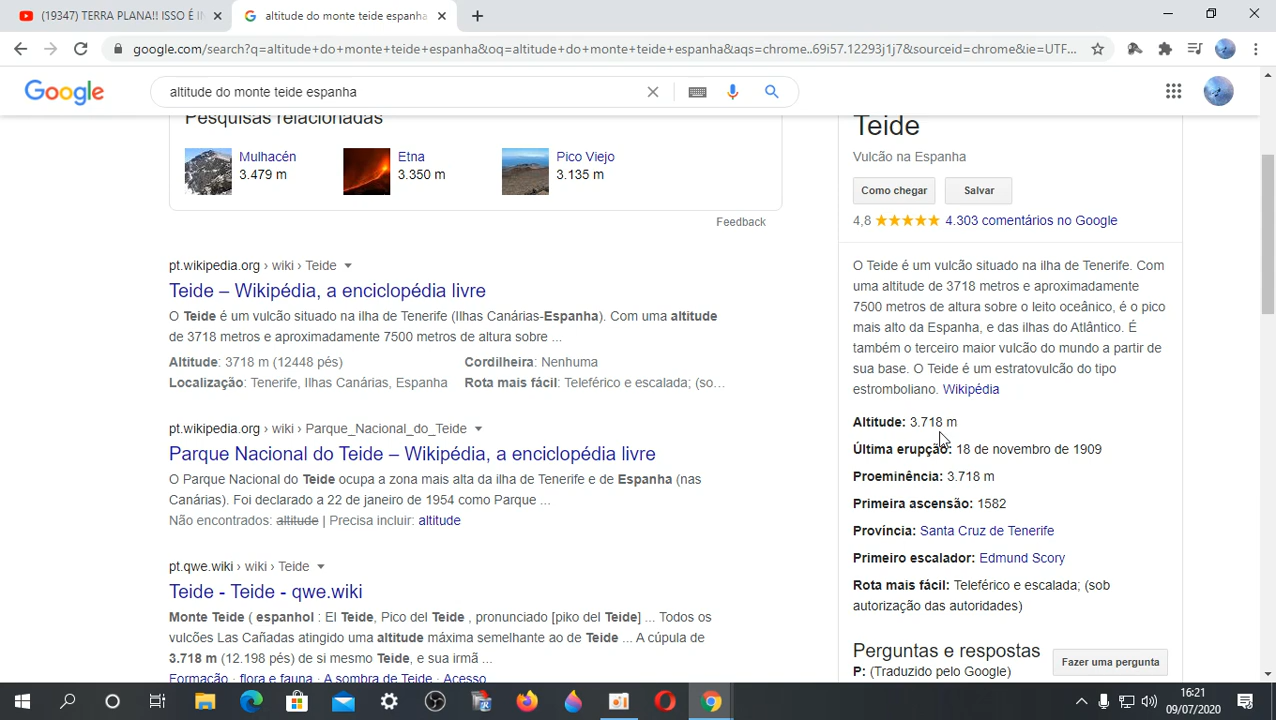 (19347) TERRA PLANA!! ISSO É I
altitude do monte teide espanha
google.com/search?q=altitude+do+monte+teide+espanha&oq=altitude+do+monte+teide+espanha&aqs=chrome..69i57.12293j1j7&sourceid=chrome&ie=UTF...
Google
altitude do monte teide espanha
Pesquisas relacionadas
Mulhacén
3.479 m
Etna
3.350 m
Pico Viejo
3.135 m
Feedback
pt.wikipedia.org › wiki › Teide
Teide – Wikipédia, a enciclopédia livre
O Teide é um vulcão situado na ilha de Tenerife (Ilhas Canárias-Espanha). Com uma altitude
de 3718 metros e aproximadamente 7500 metros de altura sobre ...
Altitude: 3718 m (12448 pés)
Cordilheira: Nenhuma
Localização: Tenerife, Ilhas Canárias, Espanha
Rota mais fácil: Teleférico e escalada; (so...
pt.wikipedia.org › wiki › Parque_Nacional_do_Teide
Parque Nacional do Teide – Wikipédia, a enciclopédia livre
O Parque Nacional do Teide ocupa a zona mais alta da ilha de Tenerife e de Espanha (nas
Canárias). Foi declarado a 22 de janeiro de 1954 como Parque ...
Não encontrados: altitude | Precisa incluir: altitude
pt.qwe.wiki › wiki › Teide
Teide - Teide - qwe.wiki
Monte Teide ( espanhol : El Teide, Pico del Teide , pronunciado [piko del Teide] ... Todos os
vulcões Las Cañadas atingido uma altitude máxima semelhante ao de Teide ... A cúpula de
3.718 m (12.198 pés) de si mesmo Teide, e sua irmã ...
Formação · flora e fauna · A sombra de Teide · Acesso
Teide
Vulcão na Espanha
Como chegar
Salvar
4,8
4.303 comentários no Google
O Teide é um vulcão situado na ilha de Tenerife. Com
uma altitude de 3718 metros e aproximadamente
7500 metros de altura sobre o leito oceânico, é o pico
mais alto da Espanha, e das ilhas do Atlântico. É
também o terceiro maior vulcão do mundo a partir de
sua base. O Teide é um estratovulcão do tipo
estromboliano. Wikipédia
Altitude: 3.718 m
Última erupção: 18 de novembro de 1909
Proeminência: 3.718 m
Primeira ascensão: 1582
Província: Santa Cruz de Tenerife
Primeiro escalador: Edmund Scory
Rota mais fácil: Teleférico e escalada; (sob
autorização das autoridades)
Perguntas e respostas
Fazer uma pergunta
P: (Traduzido pelo Google)
16:21
09/07/2020